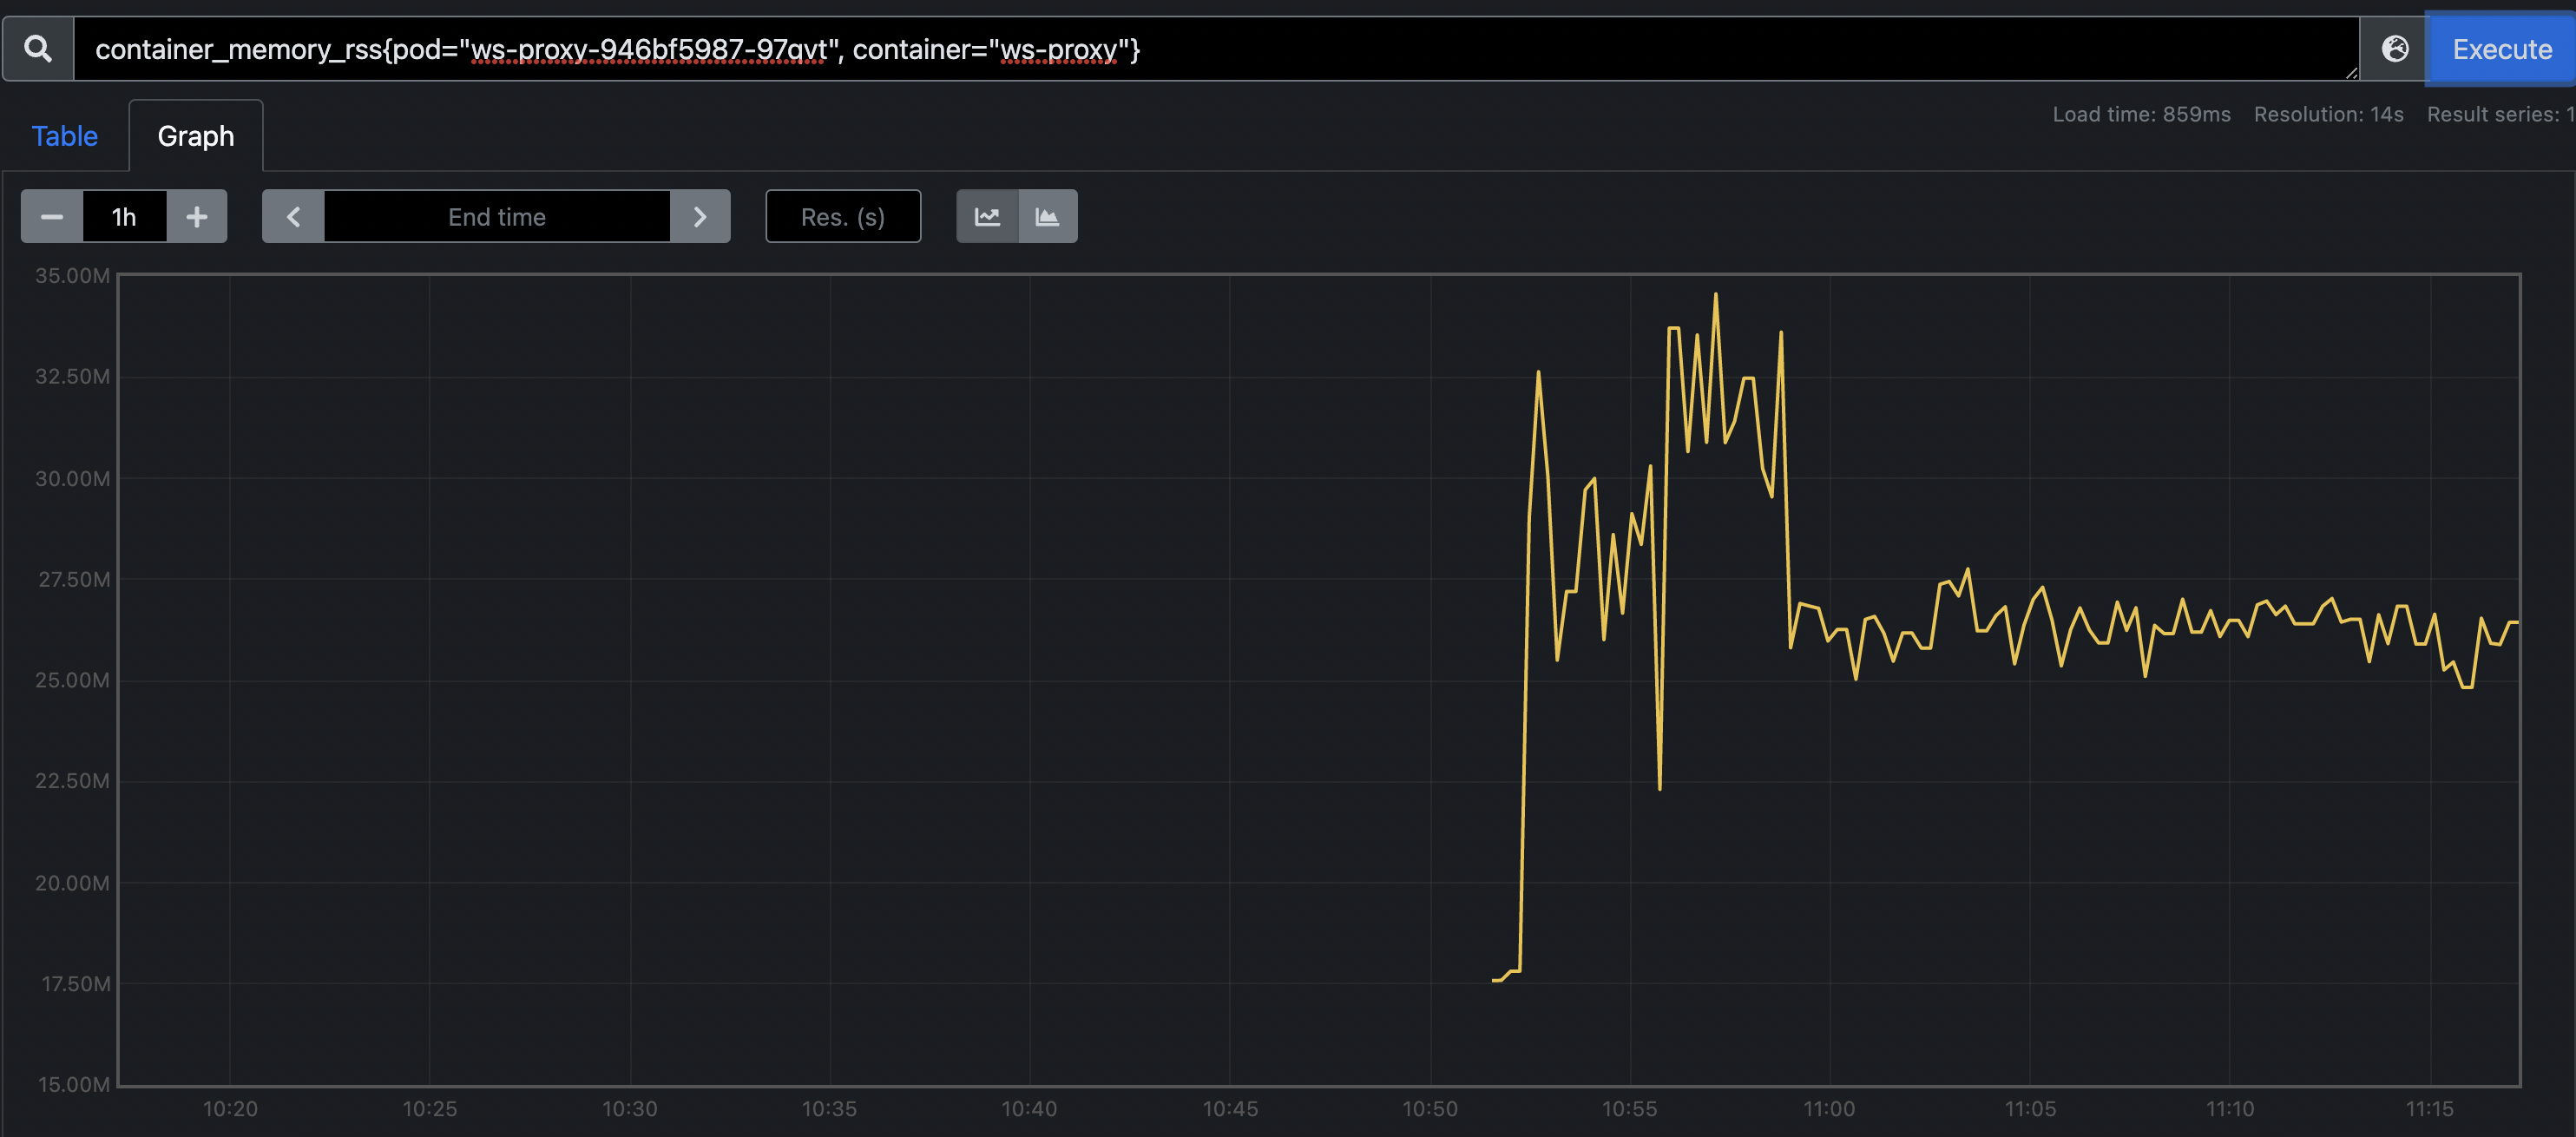 container_memory_rss{pod="ws-proxy-946bf5987-97qvt", container="ws-proxy"}
Execute
Load time: 859ms Resolution: 14s Result series: 1
Table Graph
1h End time Res. (s)
35.00M
32.50M
30.00M
27.50M
25.00M
22.50M
20.00M
17.50M
15.00M
10:20 10:25 10:30 10:35 10:40 10:45 10:50 10:55 11:00 11:05 11:10 11:15